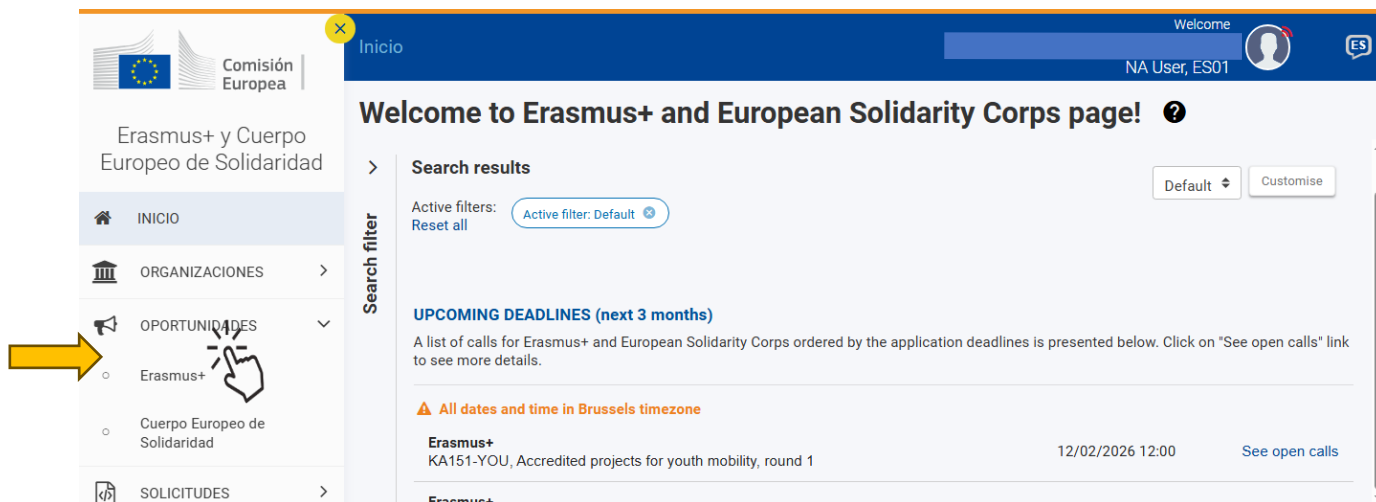 Comisión
Europea
Erasmus+ y Cuerpo
Europeo de Solidaridad
INICIO
ORGANIZACIONES
OPORTUNIDADES
Erasmus+
Cuerpo Europeo de
Solidaridad
SOLICITUDES
Inicio
Welcome
NA User, ES01
ES
Welcome to Erasmus+ and European Solidarity Corps page!
Search filter
Search results
Default
Customise
Active filters:
Reset all
Active filter: Default
UPCOMING DEADLINES (next 3 months)
A list of calls for Erasmus+ and European Solidarity Corps ordered by the application deadlines is presented below. Click on "See open calls" link
to see more details.
All dates and time in Brussels timezone
Erasmus+
KA151-YOU, Accredited projects for youth mobility, round 1
12/02/2026 12:00
See open calls
Erasmus+